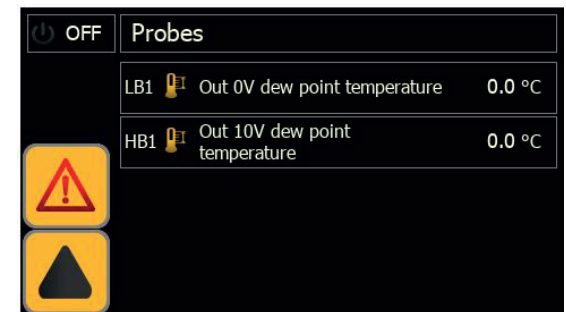 OFF
Probes
LB1 Out 0V dew point temperature 0.0 °C
HB1 Out 10V dew point
temperature 0.0 °C